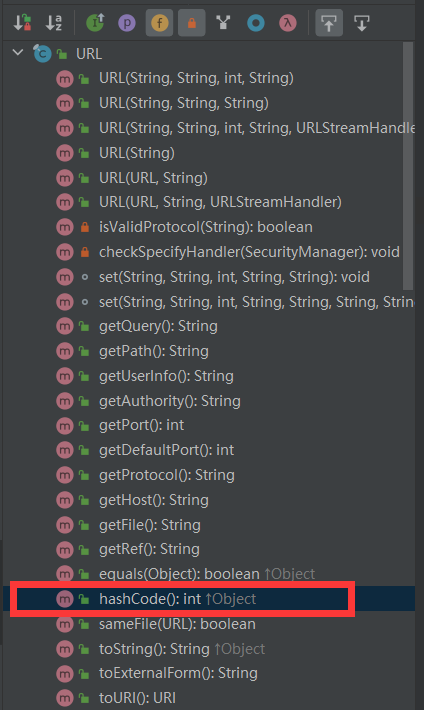 URL
URL(String, String, int, String)
URL(String, String, String)
URL(String, String, int, String, URLStreamHandle
URL(String)
URL(URL, String)
URL(URL, String, URLStreamHandler)
isValidProtocol(String): boolean
checkSpecifyHandler(SecurityManager): void
set(String, String, int, String, String): void
set(String, String, int, String, String, String, Strin
getQuery(): String
getPath(): String
getUserInfo(): String
getAuthority(): String
getPort(): int
getDefaultPort(): int
getProtocol(): String
getHost(): String
getFile(): String
getRef(): String
equals(Object): boolean ↑Object
hashCode(): int ↑Object
sameFile(URL): boolean
toString(): String ↑Object
toExternalForm(): String
toURI(): URI